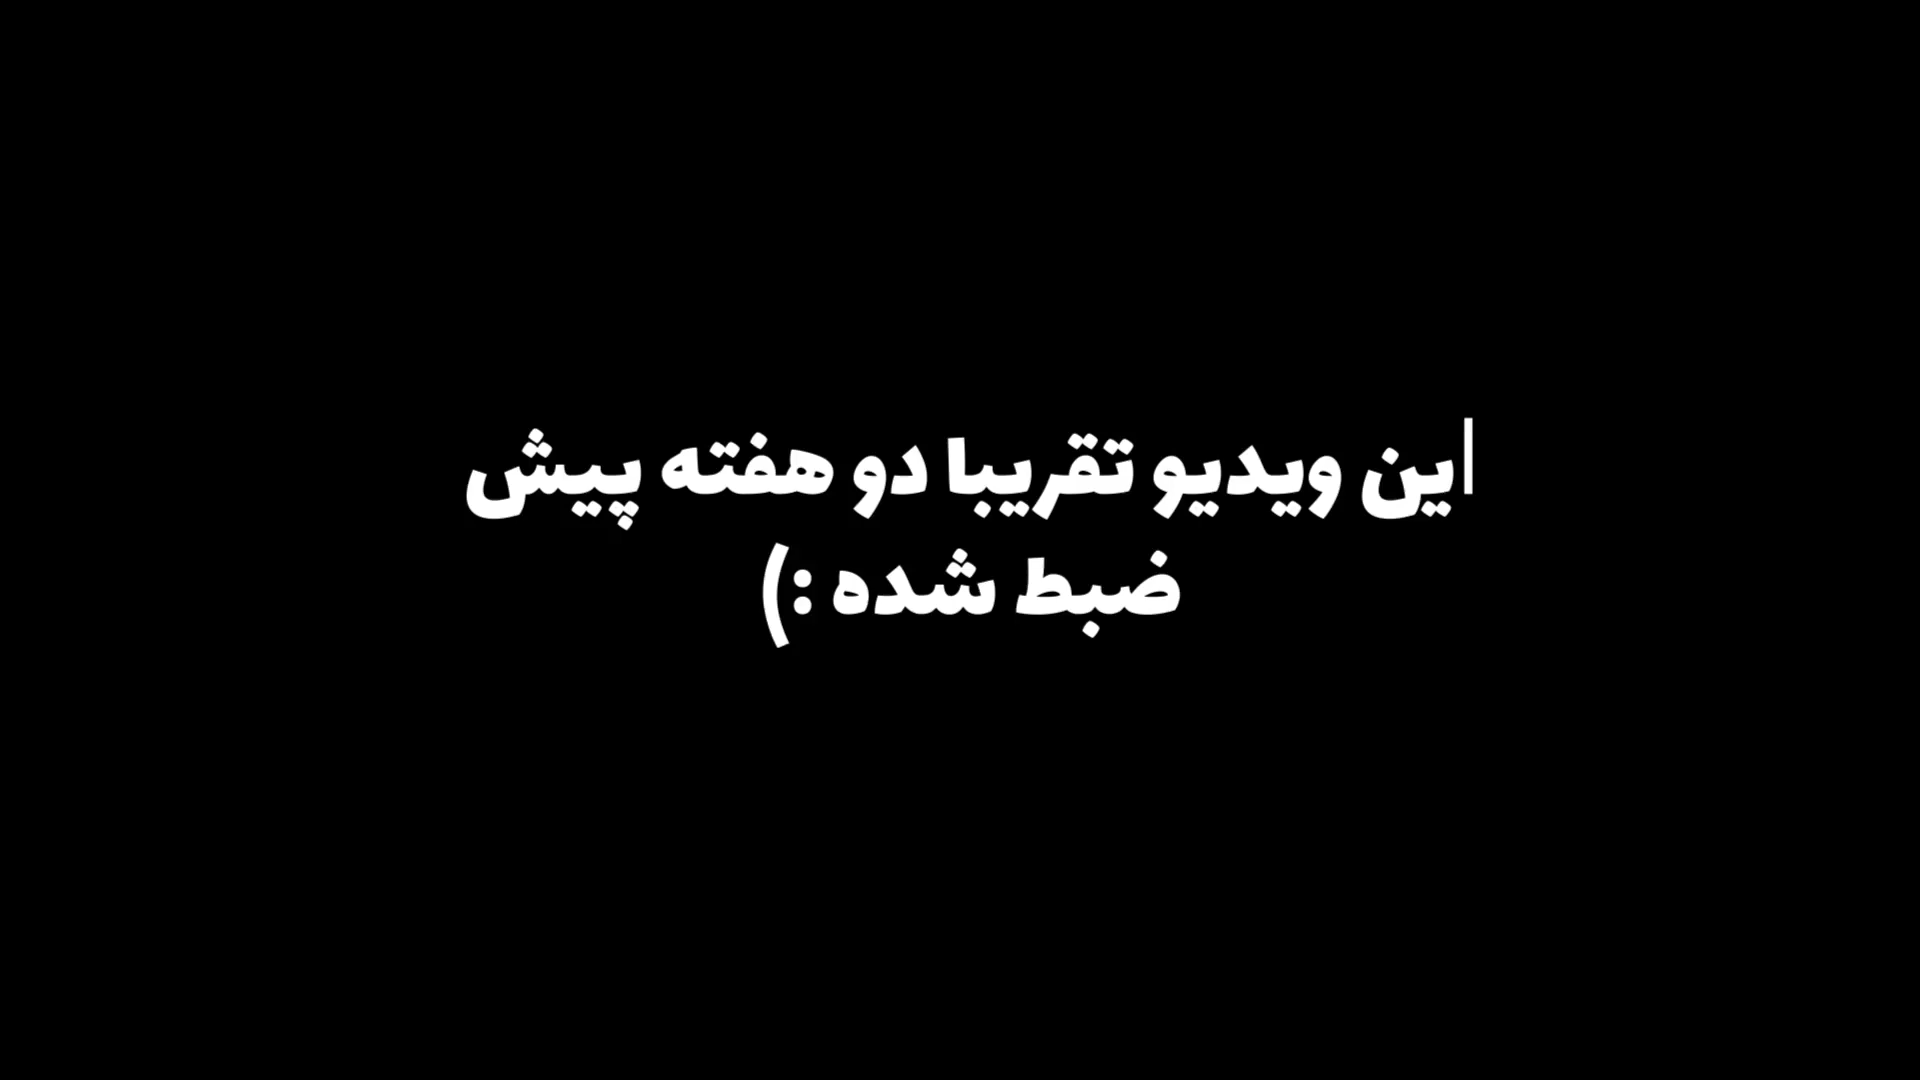 این ویدیو تقریبا دو هفته پیش
ضبط شده :)